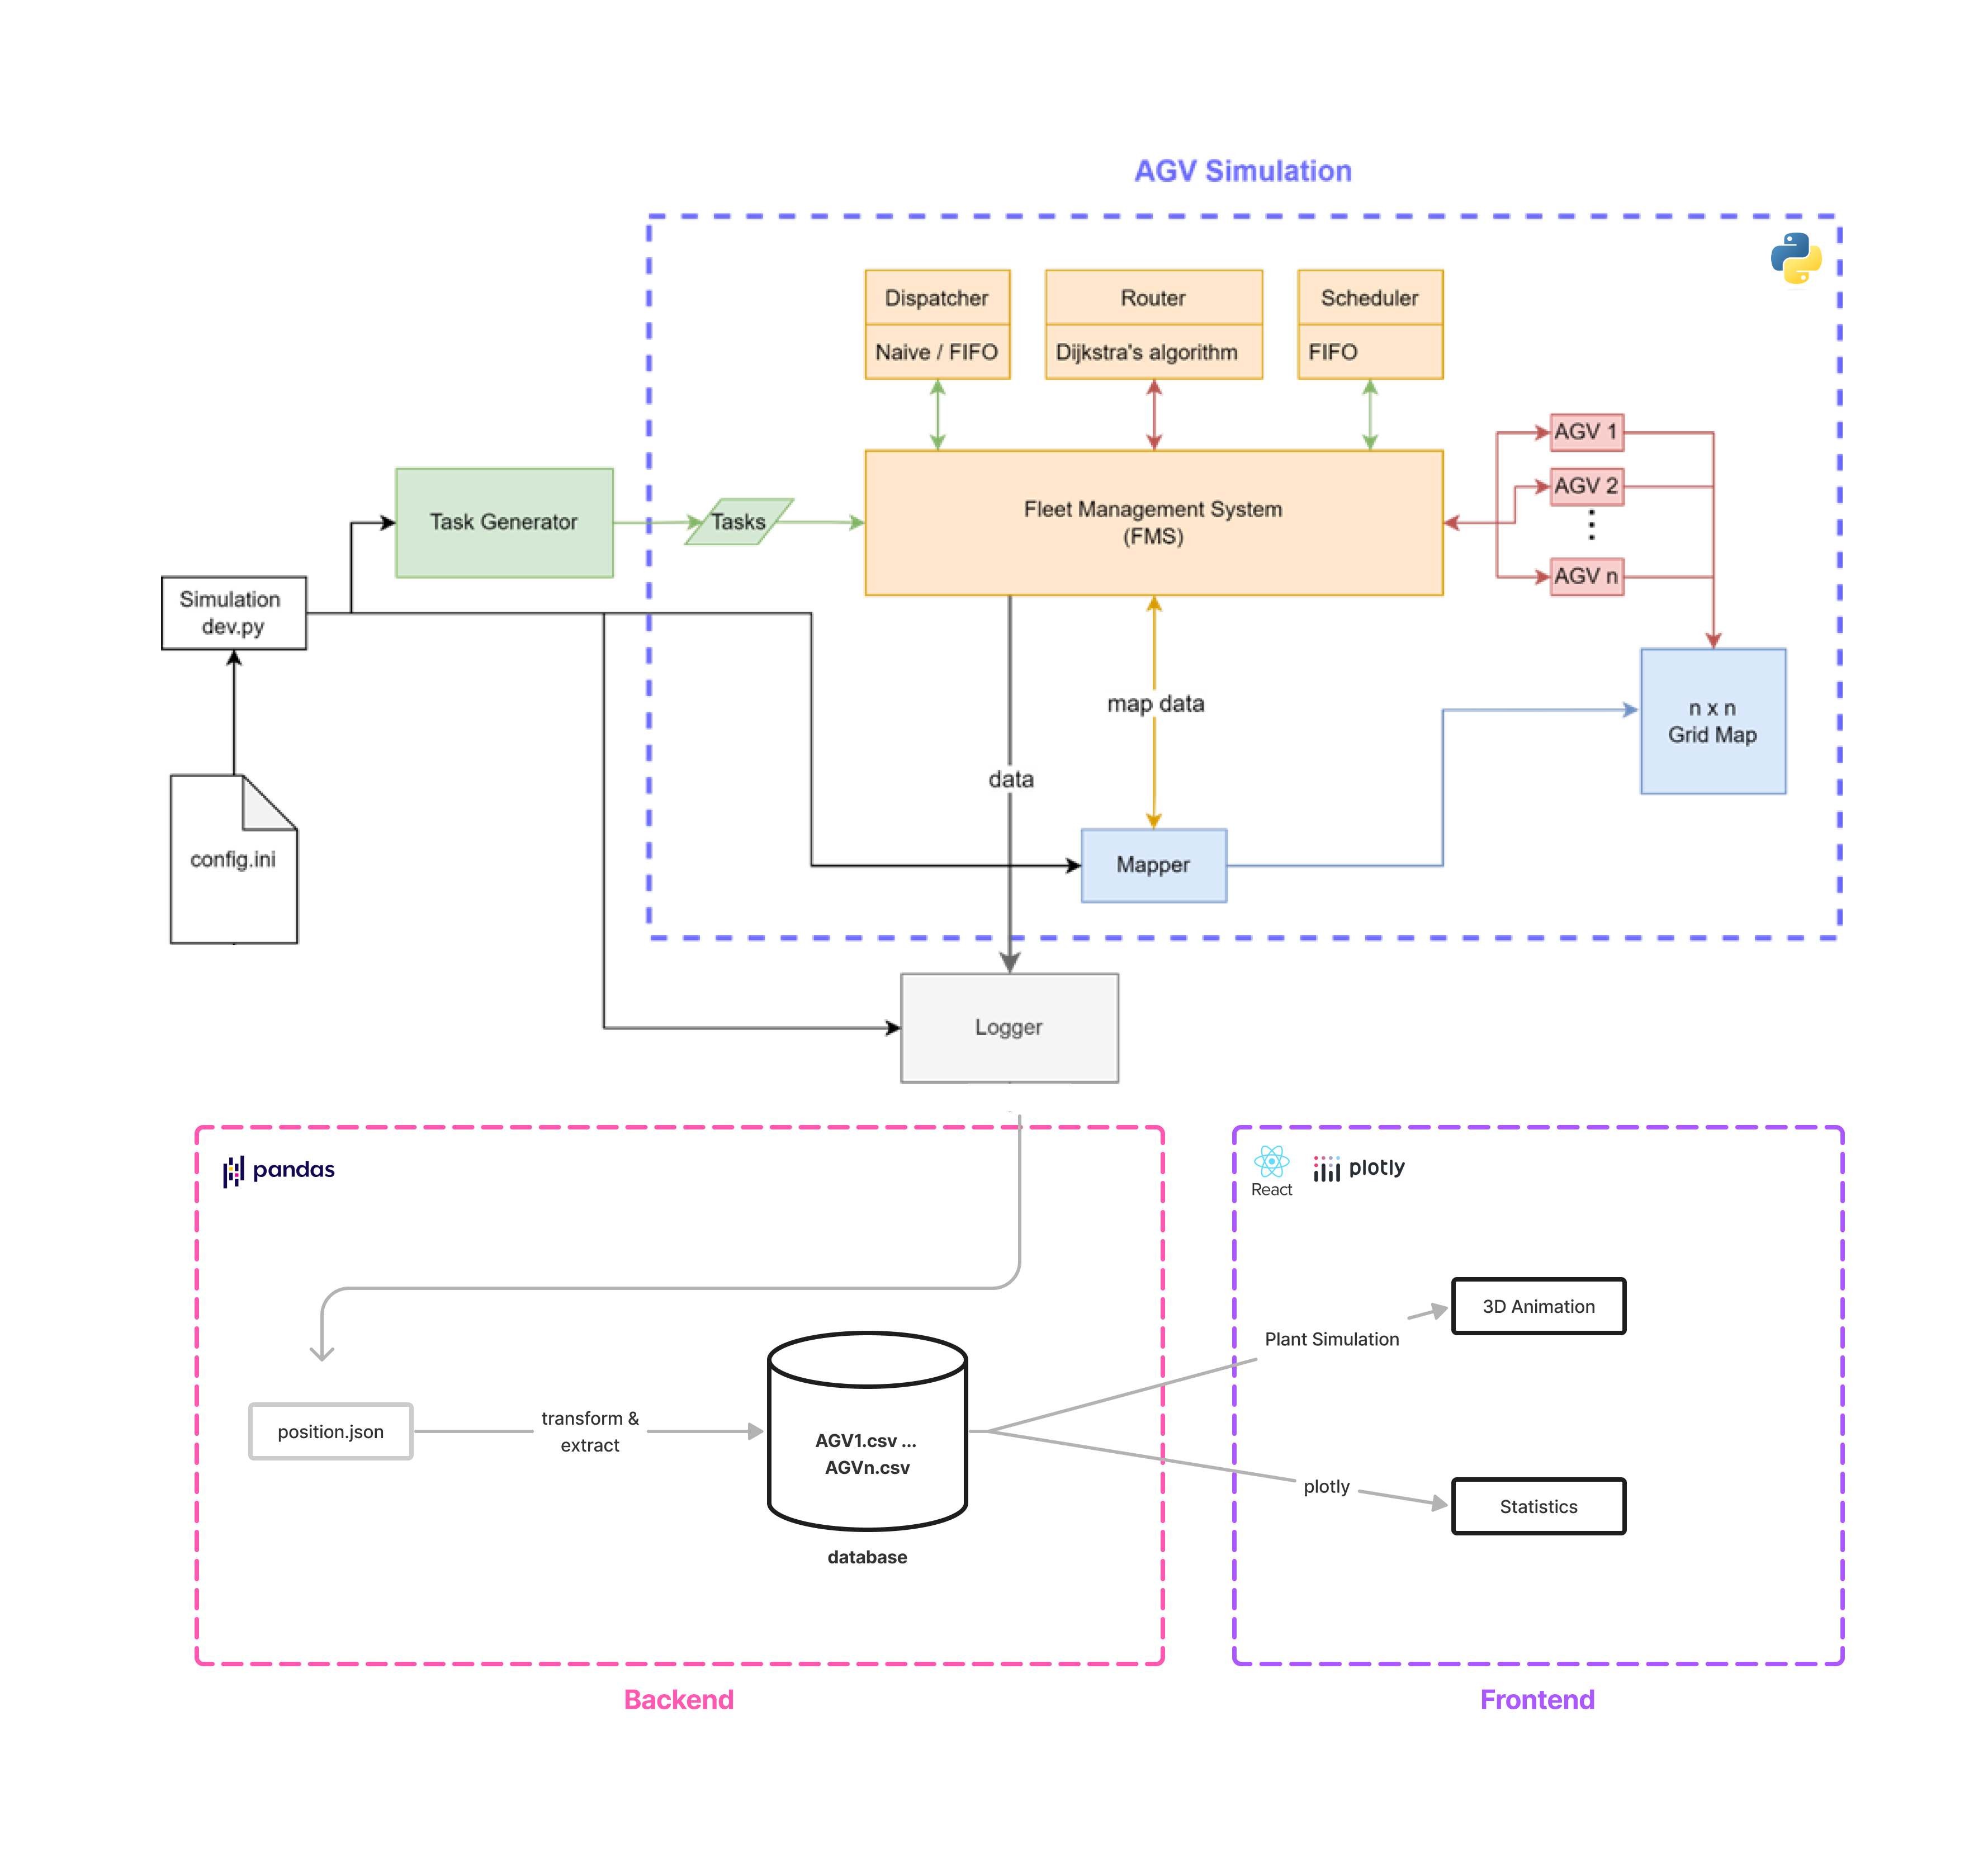 AGV Simulation
Dispatcher
Naive / FIFO
Router
Dijkstra's algorithm
Scheduler
FIFO
AGV 1
AGV 2
AGV n
Task Generator
Tasks
Fleet Management System
(FMS)
Simulation
dev.py
config.ini
map data
data
n x n
Grid Map
Mapper
Logger
pandas
position.json
transform &
extract
AGV1.csv ...
AGVn.csv
database
Backend
React
plotly
Plant Simulation
3D Animation
plotly
Statistics
Frontend